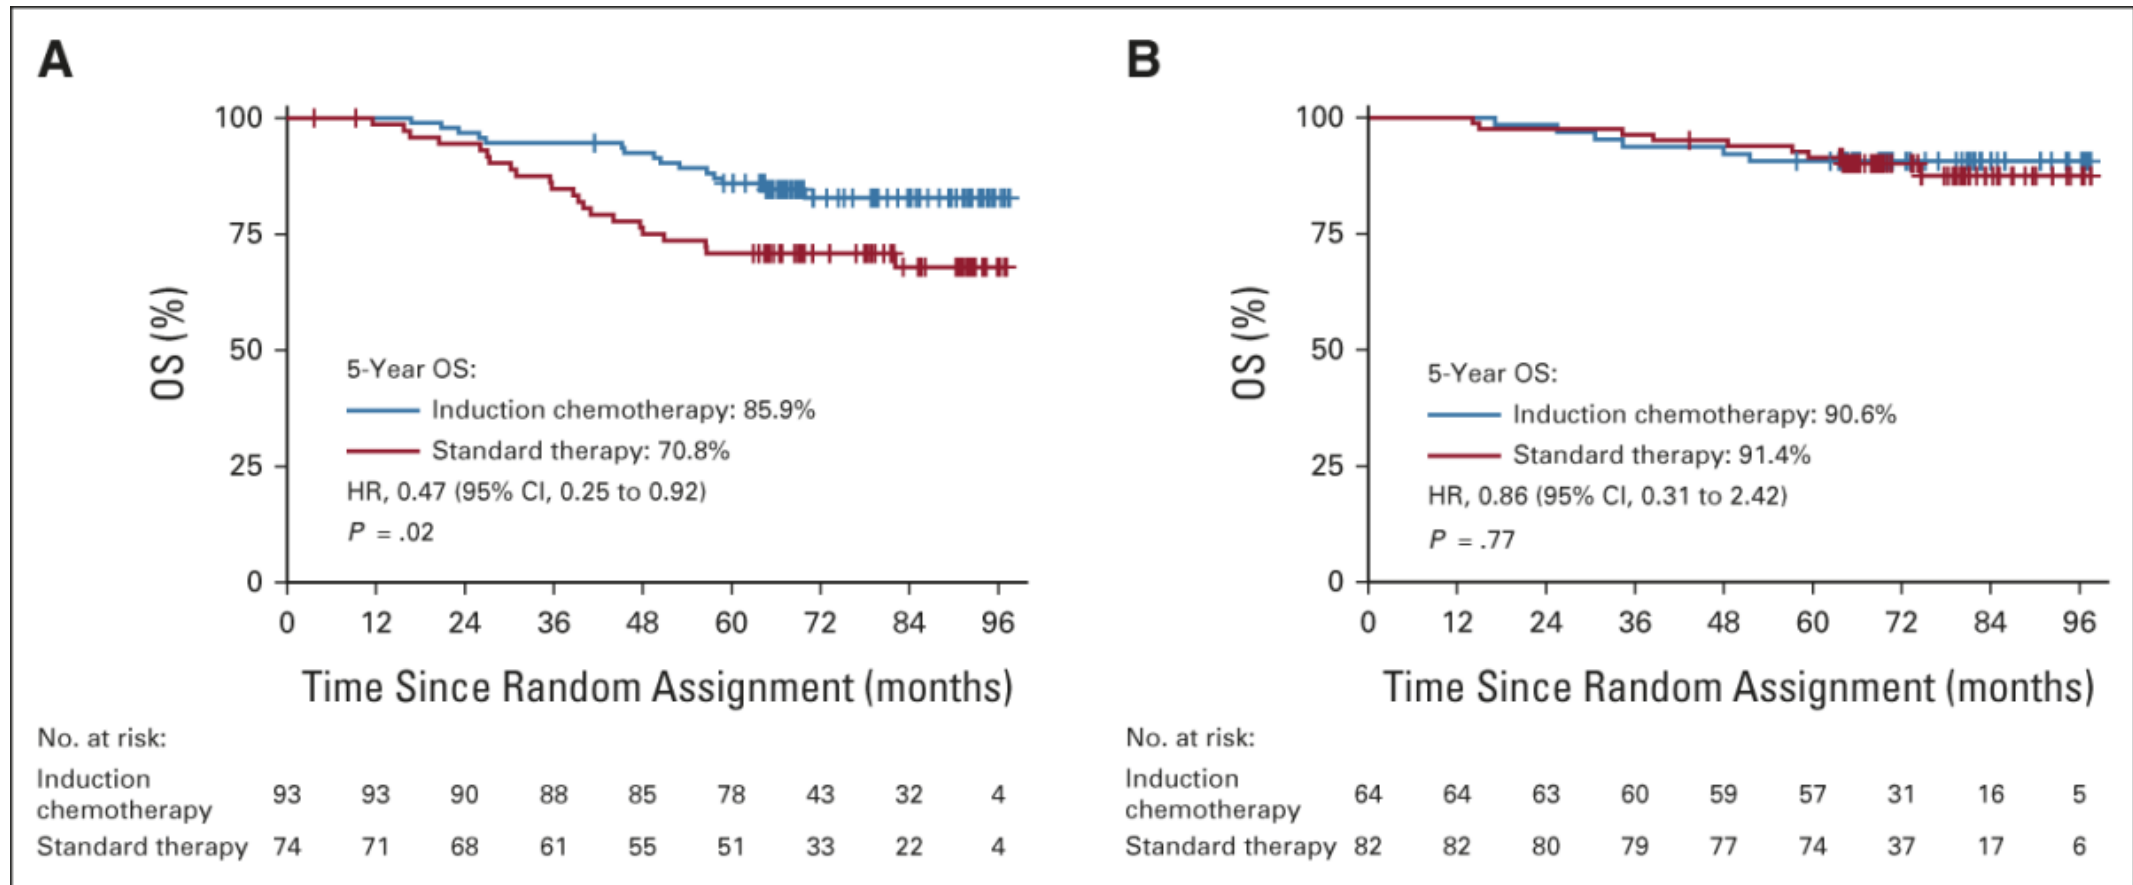 A
100
75
50
25
0
OS (%)
5-Year OS:
Induction chemotherapy: 85.9%
Standard therapy: 70.8%
HR, 0.47 (95% CI, 0.25 to 0.92)
P = .02
0 12 24 36 48 60 72 84 96
Time Since Random Assignment (months)
No. at risk:
Induction
chemotherapy 93 93 90 88 85 78 43 32 4
Standard therapy 74 71 68 61 55 51 33 22 4
B
100
75
50
25
0
OS (%)
5-Year OS:
Induction chemotherapy: 90.6%
Standard therapy: 91.4%
HR, 0.86 (95% CI, 0.31 to 2.42)
P = .77
0 12 24 36 48 60 72 84 96
Time Since Random Assignment (months)
No. at risk:
Induction
chemotherapy 64 64 63 60 59 57 31 16 5
Standard therapy 82 82 80 79 77 74 37 17 6